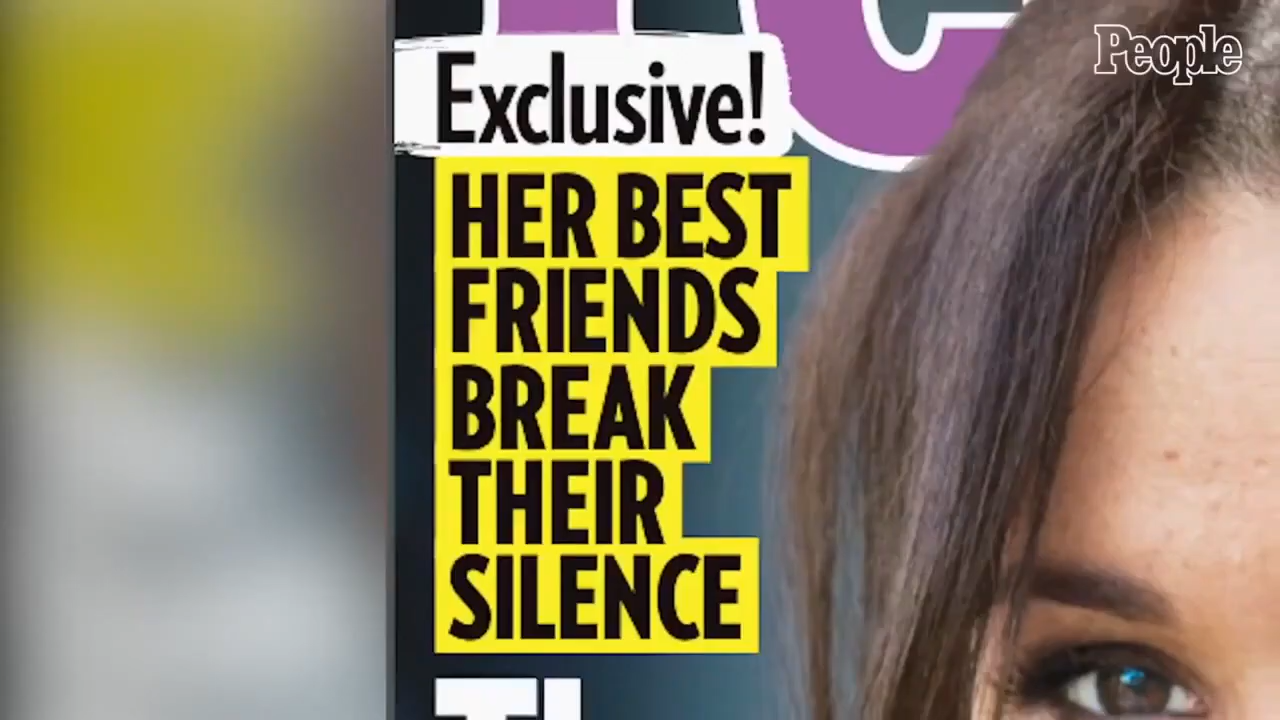 People
Exclusive!
HER BEST
FRIENDS
BREAK
THEIR
SILENCE